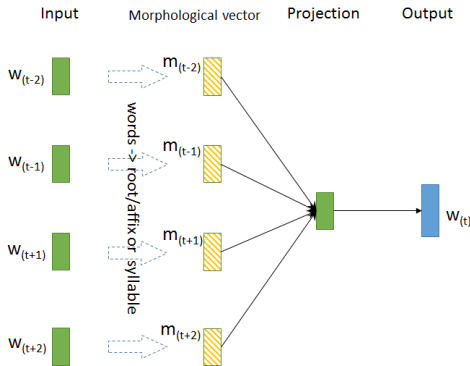 Input Morphological vector Projection Output
w(t-2) m(t-2)
w(t-1) m(t-1)
w(t+1) m(t+1)
w(t+2) m(t+2)
words -> root/affix or
syllable
w(t)